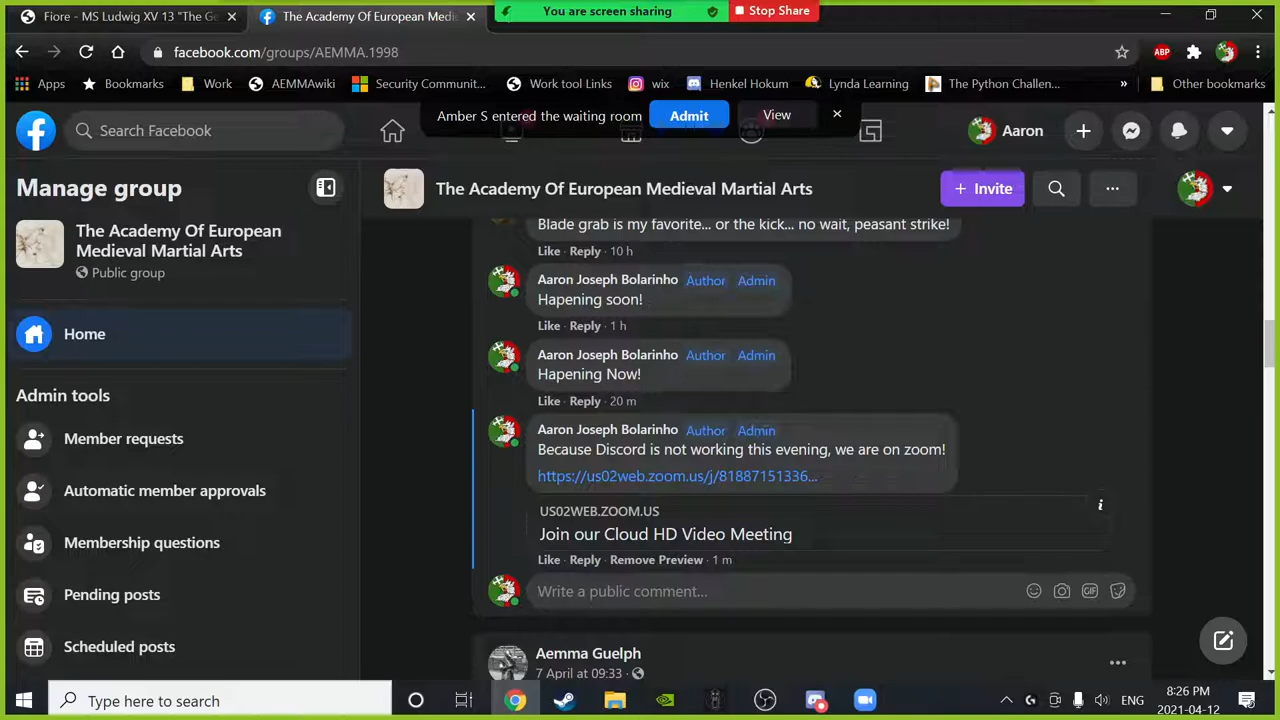 Fiore - MS Ludwig XV 13 "The Ge
The Academy Of European Medie
You are screen sharing
Stop Share
facebook.com/groups/AEMMA.1998
ABP
Apps
Bookmarks
Work
AEMMAwiki
Security Communit...
Work tool Links
wix
Henkel Hokum
Lynda Learning
The Python Challen...
»
Other bookmarks
Search Facebook
Amber S entered the waiting room
Admit
View
Aaron
Manage group
The Academy Of European
Medieval Martial Arts
Public group
Home
Admin tools
Member requests
Automatic member approvals
Membership questions
Pending posts
Scheduled posts
The Academy Of European Medieval Martial Arts
+ Invite
Blade grab is my favorite... or the kick... no wait, peasant strike!
Like · Reply · 10 h
Aaron Joseph Bolarinho Author Admin
Hapening soon!
Like · Reply · 1 h
Aaron Joseph Bolarinho Author Admin
Hapening Now!
Like · Reply · 20 m
Aaron Joseph Bolarinho Author Admin
Because Discord is not working this evening, we are on zoom!
https://us02web.zoom.us/j/81887151336...
US02WEB.ZOOM.US
Join our Cloud HD Video Meeting
Like · Reply · Remove Preview · 1 m
Write a public comment...
GIF
Aemma Guelph
7 April at 09:33 ·
Type here to search
ENG
8:26 PM
2021-04-12